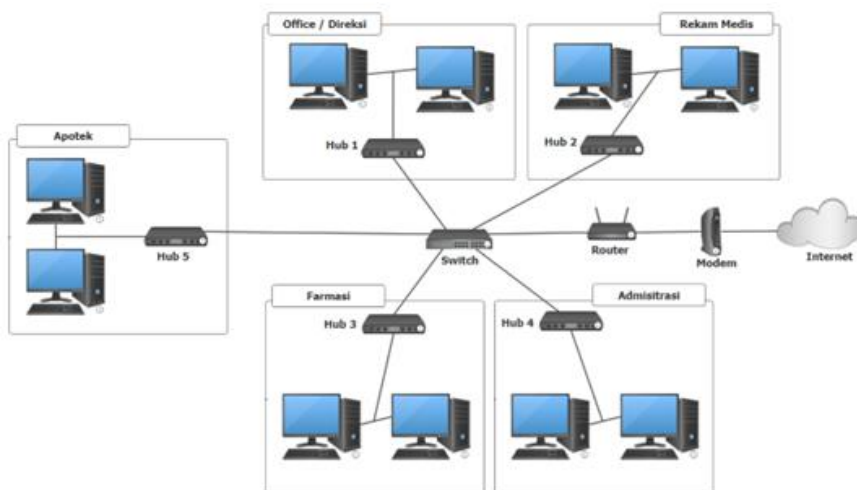 Office / Direksi
Rekam Medis
Hub 1
Hub 2
Apotek
Hub 5
Switch
Router
Modem
Internet
Farmasi
Admisitrasi
Hub 3
Hub 4